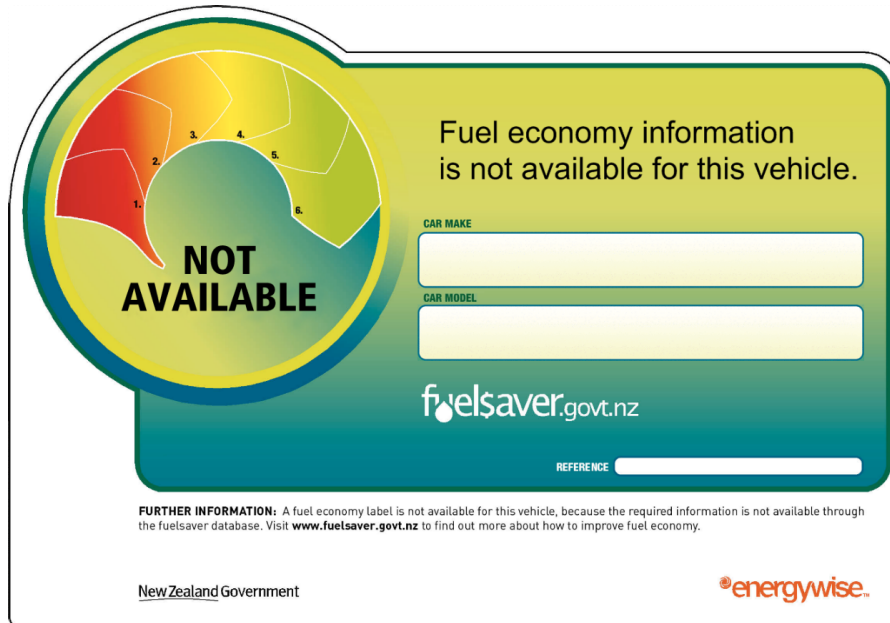 1.
2.
3.
4.
5.
6.
NOT
AVAILABLE
Fuel economy information
is not available for this vehicle.
CAR MAKE
CAR MODEL
fuel$aver.govt.nz
REFERENCE
FURTHER INFORMATION: A fuel economy label is not available for this vehicle, because the required information is not available through
the fuelsaver database. Visit www.fuelsaver.govt.nz to find out more about how to improve fuel economy.
New Zealand Government
energywise™